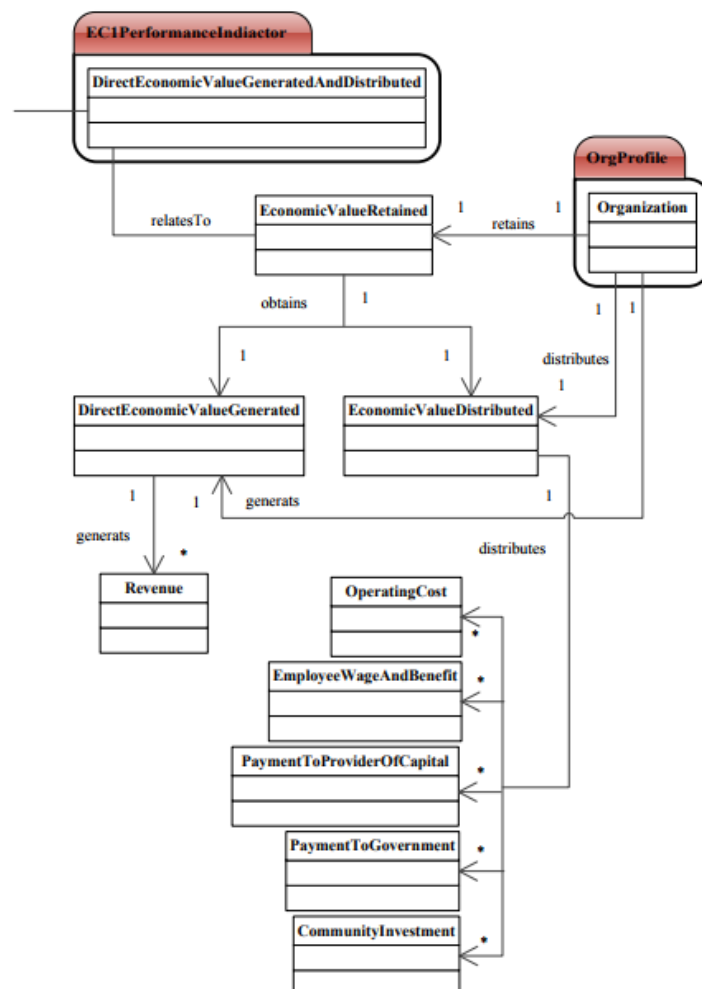 EC1PerformanceIndiactor
DirectEconomicValueGeneratedAndDistributed
OrgProfile
Organization
EconomicValueRetained
relatesTo
1
1
retains
obtains
1
1
1
distributes
1
1
1
DirectEconomicValueGenerated
EconomicValueDistributed
1
1
generats
1
generats
distributes
*
Revenue
OperatingCost
*
EmployeeWageAndBenefit
*
PaymentToProviderOfCapital
*
PaymentToGovernment
*
CommunityInvestment
*